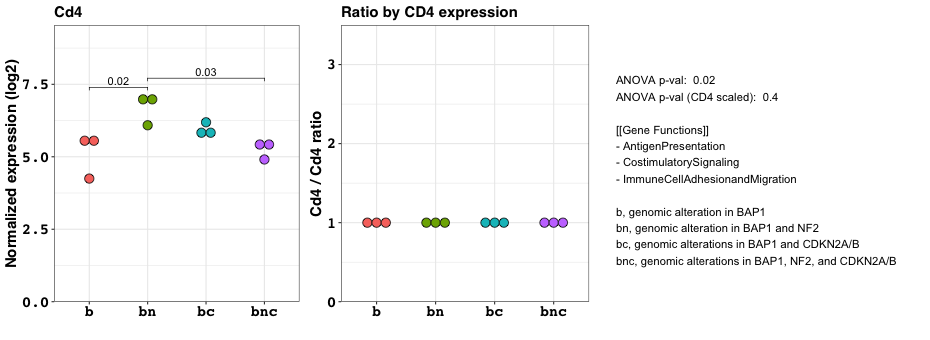 Cd4
Normalized expression (log2)
7.5
5.0
2.5
0.0
0.02
0.03
b
bn
bc
bnc
Ratio by CD4 expression
Cd4 / Cd4 ratio
3
2
1
0
b
bn
bc
bnc
ANOVA p-val:  0.02
ANOVA p-val (CD4 scaled):  0.4
[[Gene Functions]]
- AntigenPresentation
- CostimulatorySignaling
- ImmuneCellAdhesionandMigration
b, genomic alteration in BAP1
bn, genomic alteration in BAP1 and NF2
bc, genomic alterations in BAP1 and CDKN2A/B
bnc, genomic alterations in BAP1, NF2, and CDKN2A/B